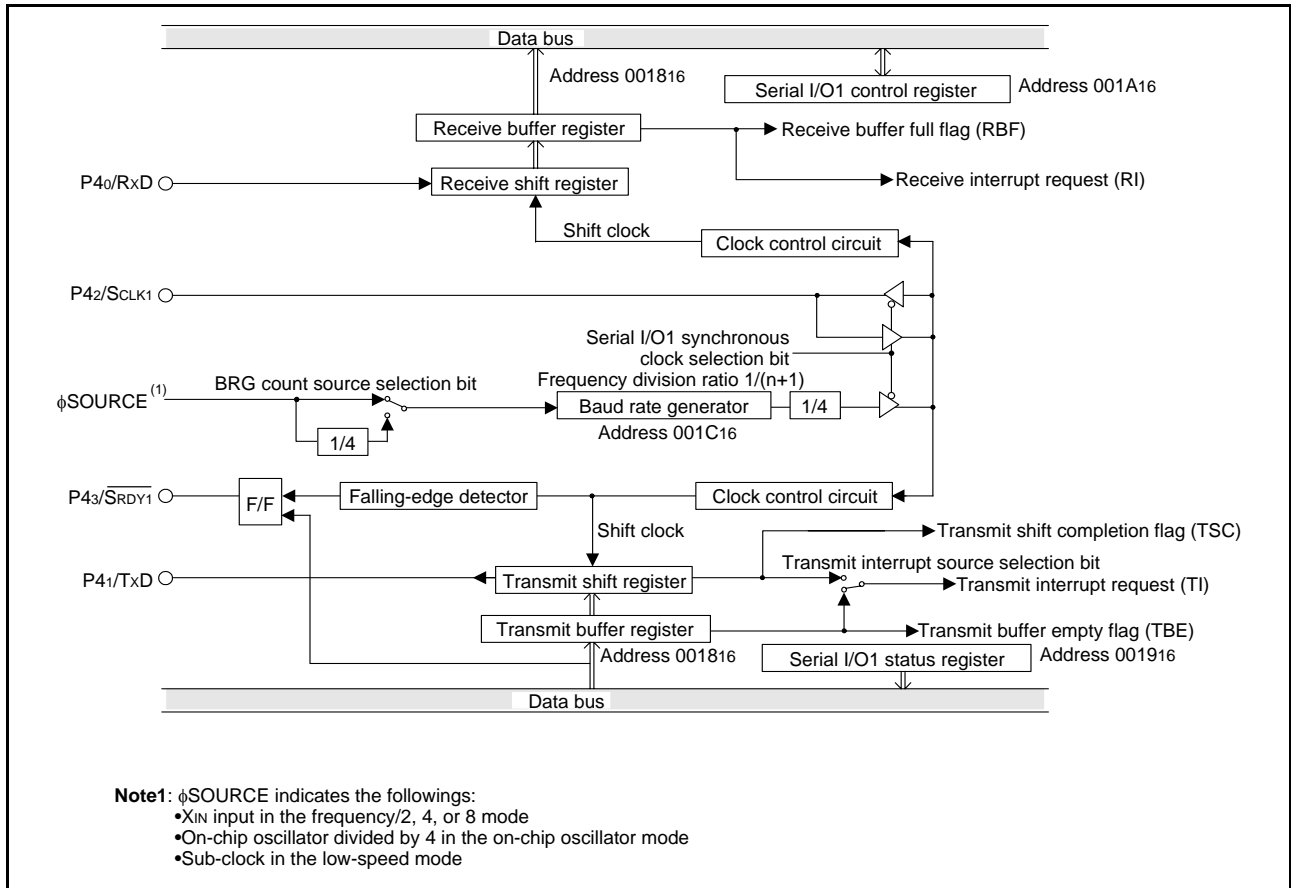 Data bus
Address 001816
Serial I/O1 control register
Address 001A16
Receive buffer register
Receive buffer full flag (RBF)
P40/RXD
Receive shift register
Receive interrupt request (RI)
Shift clock
Clock control circuit
P42/SCLK1
Serial I/O1 synchronous
clock selection bit
BRG count source selection bit
Frequency division ratio 1/(n+1)
ϕSOURCE (1)
Baud rate generator
1/4
1/4
Address 001C16
P43/SRDY1
F/F
Falling-edge detector
Clock control circuit
Shift clock
Transmit shift completion flag (TSC)
Transmit interrupt source selection bit
P41/TXD
Transmit shift register
Transmit interrupt request (TI)
Transmit buffer register
Transmit buffer empty flag (TBE)
Address 001816
Serial I/O1 status register
Address 001916
Data bus
Note1: ϕSOURCE indicates the followings:
•XIN input in the frequency/2, 4, or 8 mode
•On-chip oscillator divided by 4 in the on-chip oscillator mode
•Sub-clock in the low-speed mode